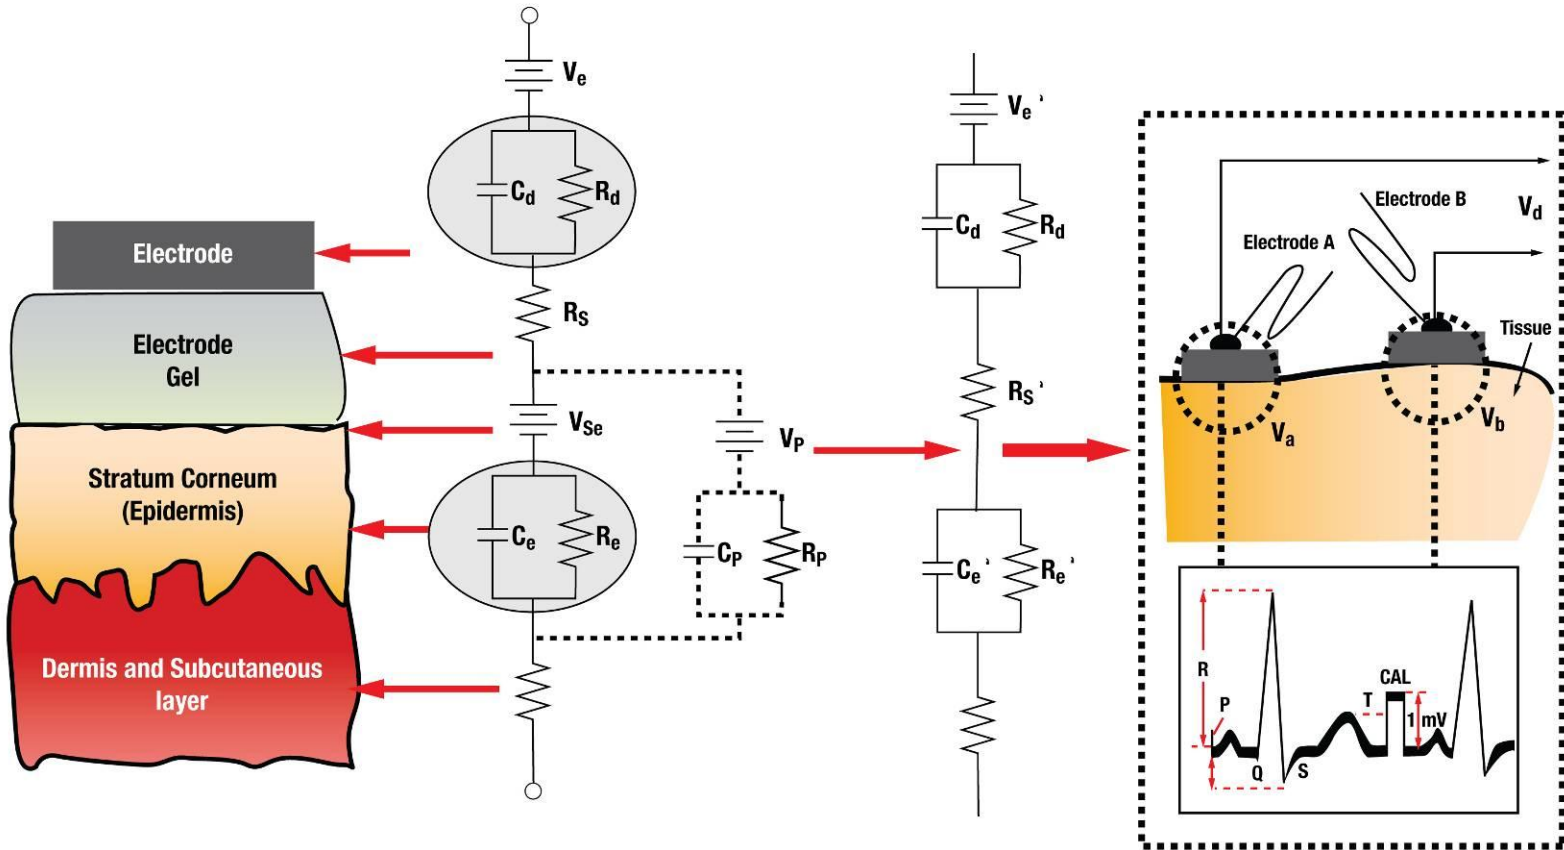 Electrode
Electrode
Gel
Stratum Corneum
(Epidermis)
Dermis and Subcutaneous
layer
Ve
Cd
Rd
RS
VSe
Ce
Re
VP
CP
RP
Ve'
Cd
Rd
RS'
Ce'
Re'
Electrode B
Vd
Electrode A
Tissue
Va
Vb
R
P
Q
S
T
CAL
1 mV